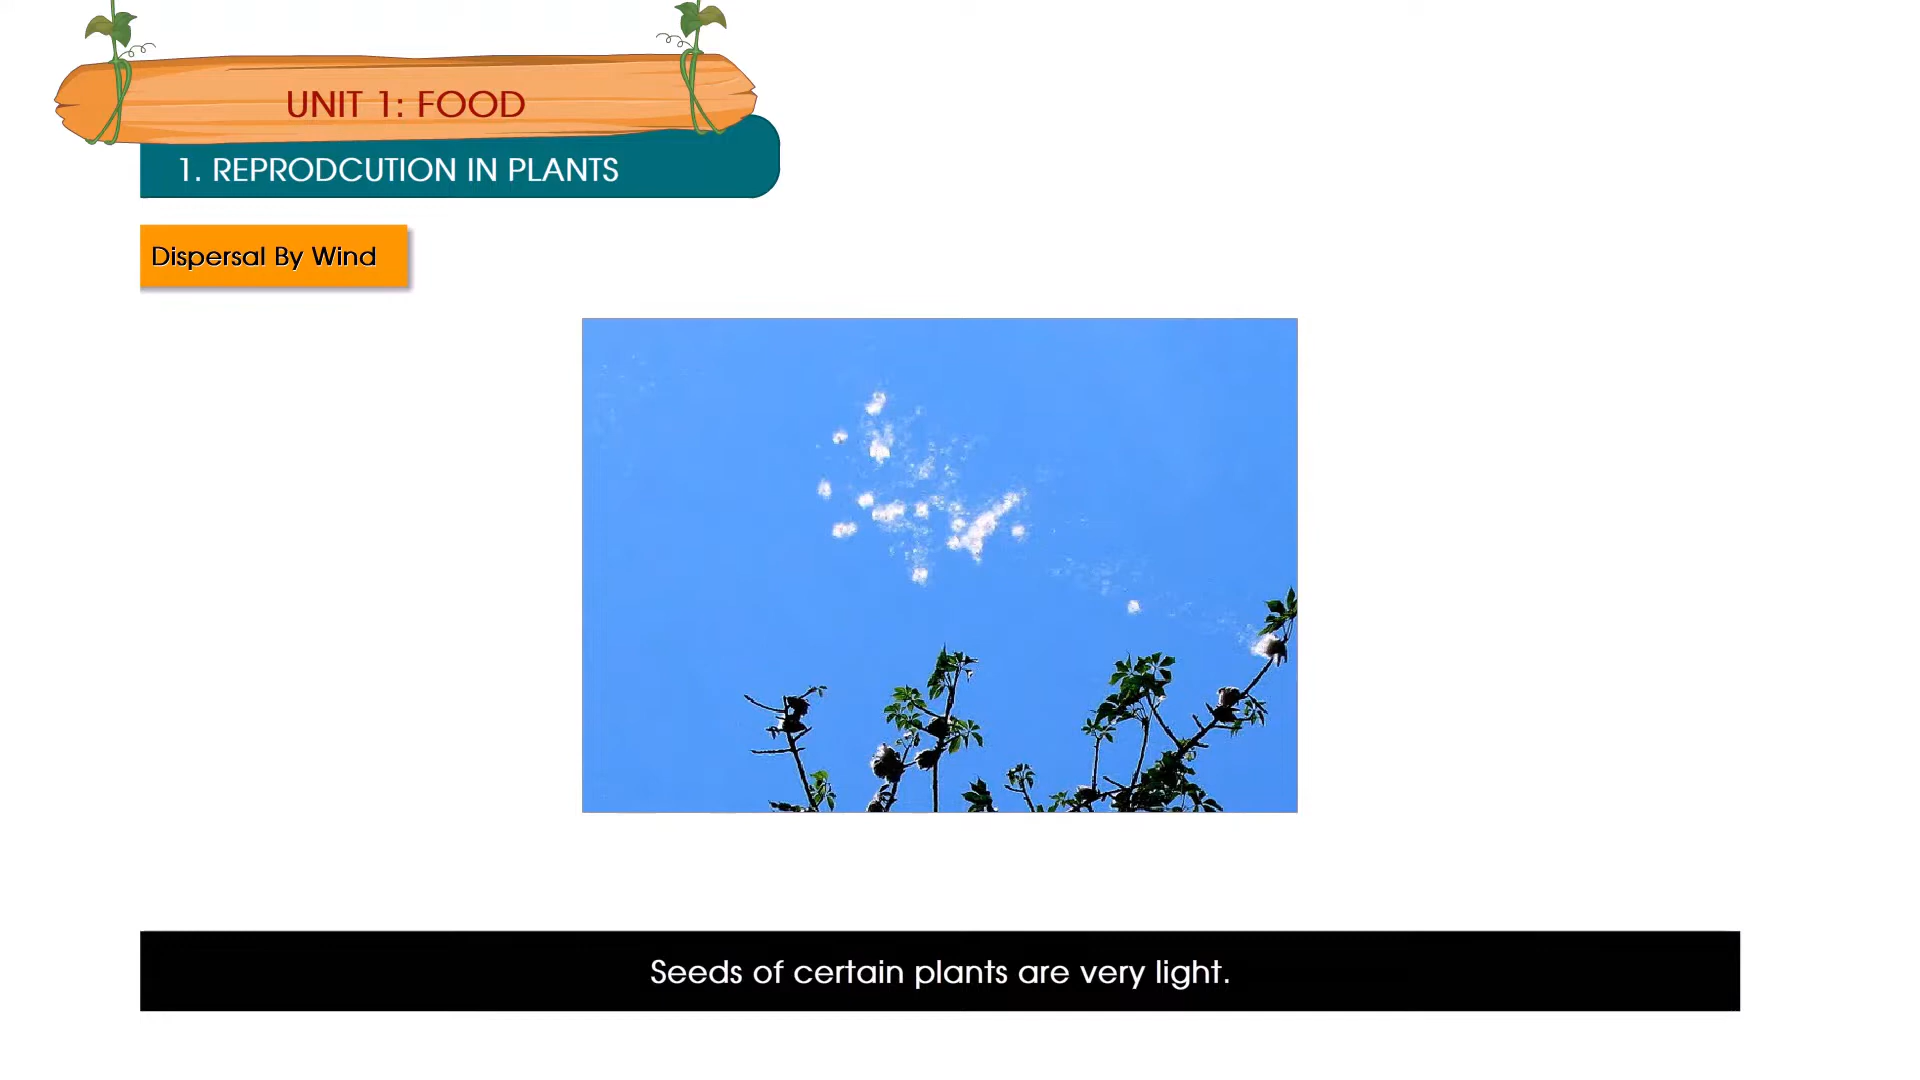 UNIT 1: FOOD
1. REPRODCUTION IN PLANTS
Dispersal By Wind
Seeds of certain plants are very light.